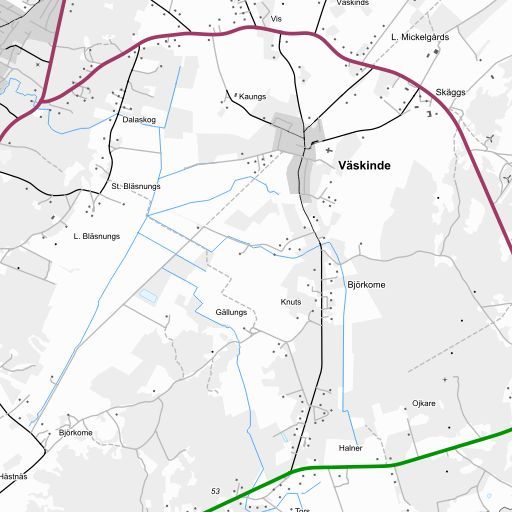 Väskinds
Vis
L. Mickelgårds
Skäggs
Kaungs
Dalaskog
Väskinde
St. Bläsnungs
L. Bläsnungs
Björkome
Knuts
Gällungs
Ojkare
Björkome
Halner
Hästnäs
53
Tors